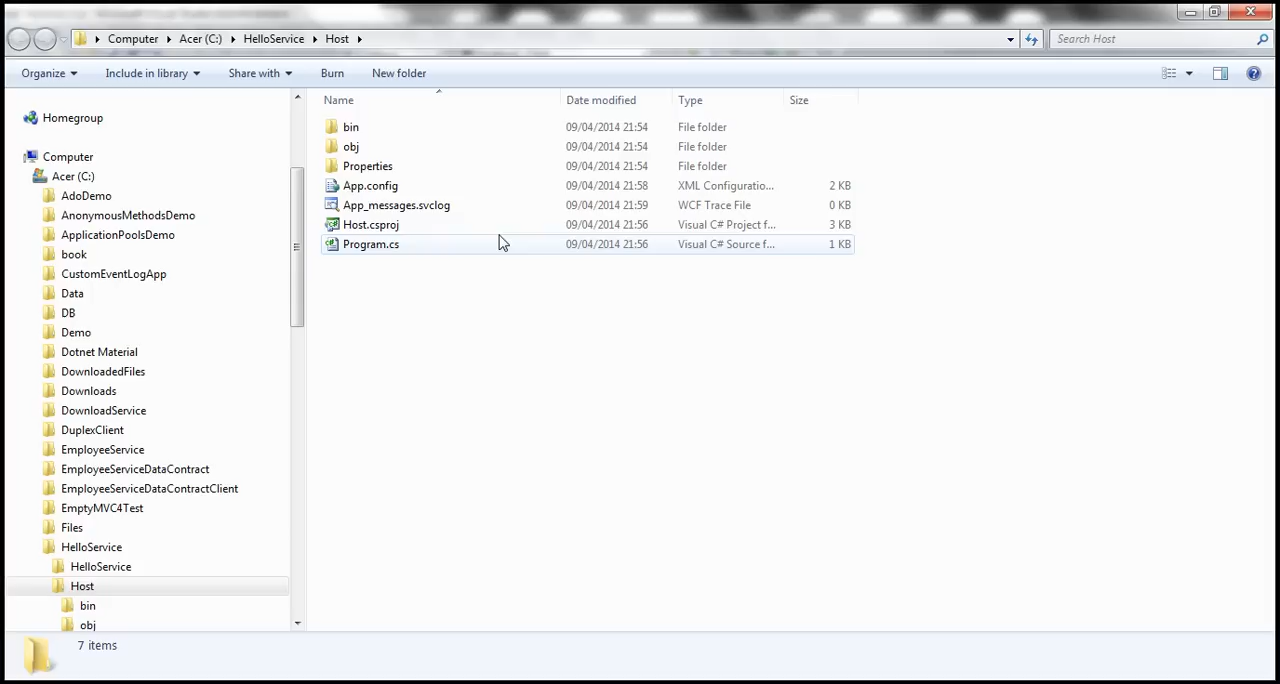 Computer Acer (C:) HelloService Host
Search Host
Organize Include in library Share with Burn New folder
Name Date modified Type Size
Homegroup
Computer
Acer (C:)
AdoDemo
AnonymousMethodsDemo
ApplicationPoolsDemo
book
CustomEventLogApp
Data
DB
Demo
Dotnet Material
DownloadedFiles
Downloads
DownloadService
DuplexClient
EmployeeService
EmployeeServiceDataContract
EmployeeServiceDataContractClient
EmptyMVC4Test
Files
HelloService
HelloService
Host
bin
obj
bin 09/04/2014 21:54 File folder
obj 09/04/2014 21:54 File folder
Properties 09/04/2014 21:54 File folder
App.config 09/04/2014 21:58 XML Configuratio... 2 KB
App_messages.svclog 09/04/2014 21:59 WCF Trace File 0 KB
Host.csproj 09/04/2014 21:56 Visual C# Project f... 3 KB
Program.cs 09/04/2014 21:56 Visual C# Source f... 1 KB
7 items